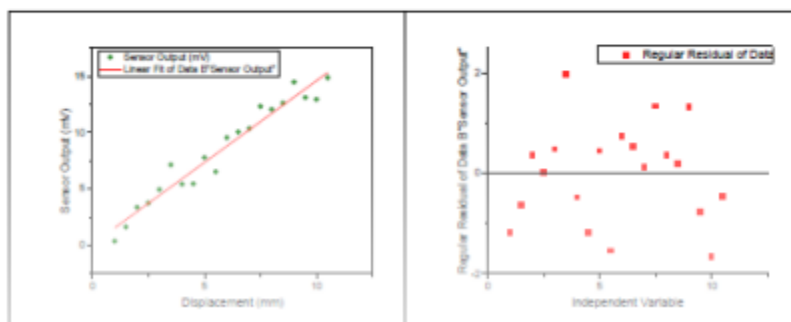 Sensor Output (mV)
Linear Fit of Data B"Sensor Output"
15
10
5
0
Sensor Output (mV)
0
5
10
Displacement (mm)
Regular Residual of Data
Regular Residual of Data B"Sensor Output"
2
0
-2
0
5
10
Independent Variable